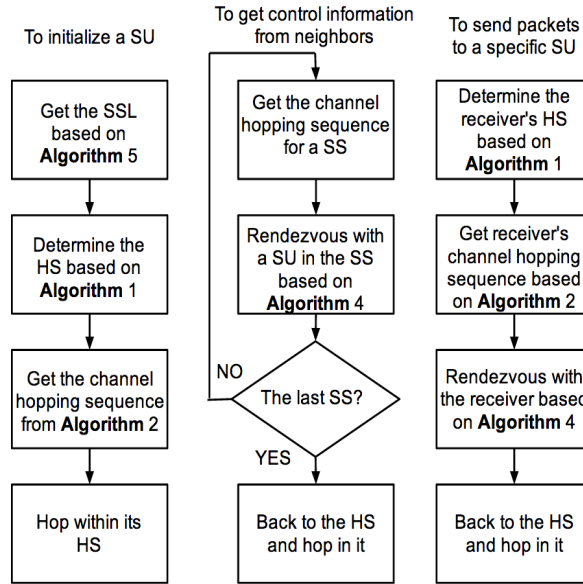 To initialize a SU
Get the SSL
based on
Algorithm 5
Determine the
HS based on
Algorithm 1
Get the channel
hopping sequence
from Algorithm 2
Hop within its
HS
To get control information
from neighbors
Get the channel
hopping sequence
for a SS
Rendezvous with
a SU in the SS
based on
Algorithm 4
NO
The last SS?
YES
Back to the HS
and hop in it
To send packets
to a specific SU
Determine the
receiver's HS
based on
Algorithm 1
Get receiver's
channel hopping
sequence based
on Algorithm 2
Rendezvous with
the receiver based
on Algorithm 4
Back to the HS
and hop in it